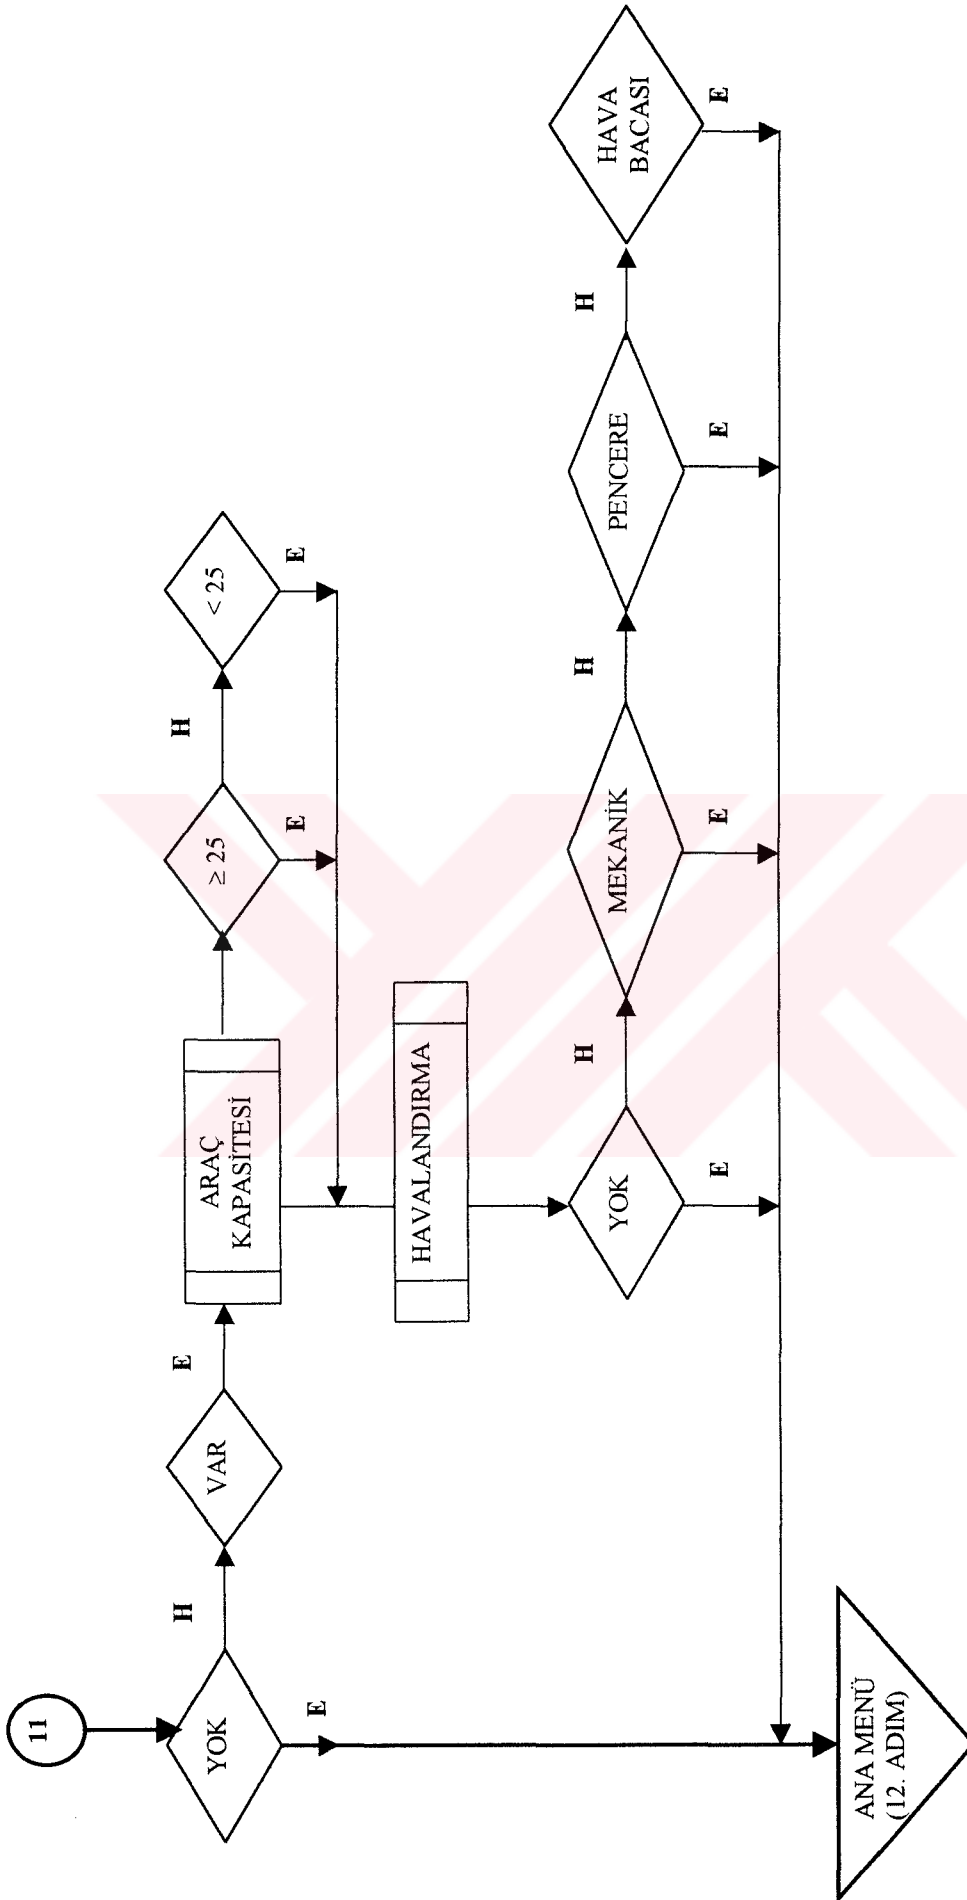 11
YOK
H
VAR
E
ARAÇ
KAPASİTESİ
≥ 25
H
< 25
E
E
E
HAVALANDIRMA
YOK
H
MEKANİK
H
PENCERE
H
HAVA
BACASI
E
E
E
E
ANA MENÜ
(12. ADIM)